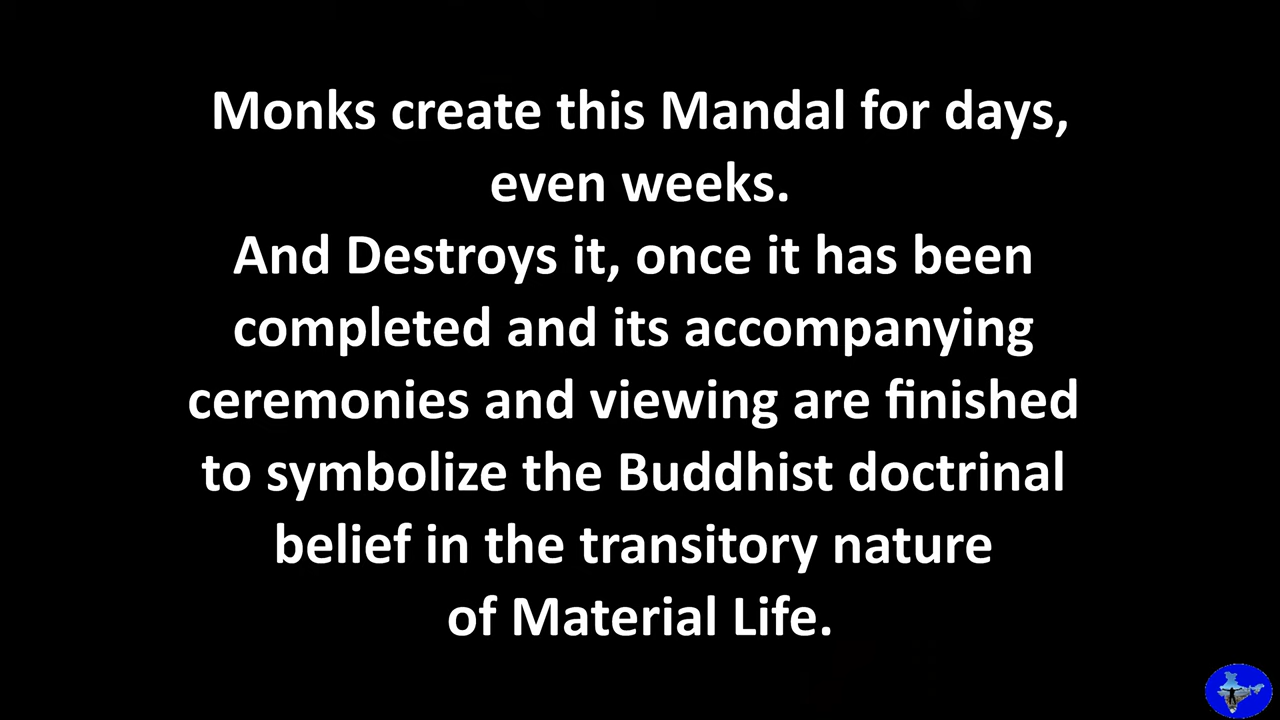 Monks create this Mandal for days,
even weeks.
And Destroys it, once it has been
completed and its accompanying
ceremonies and viewing are finished
to symbolize the Buddhist doctrinal
belief in the transitory nature
of Material Life.